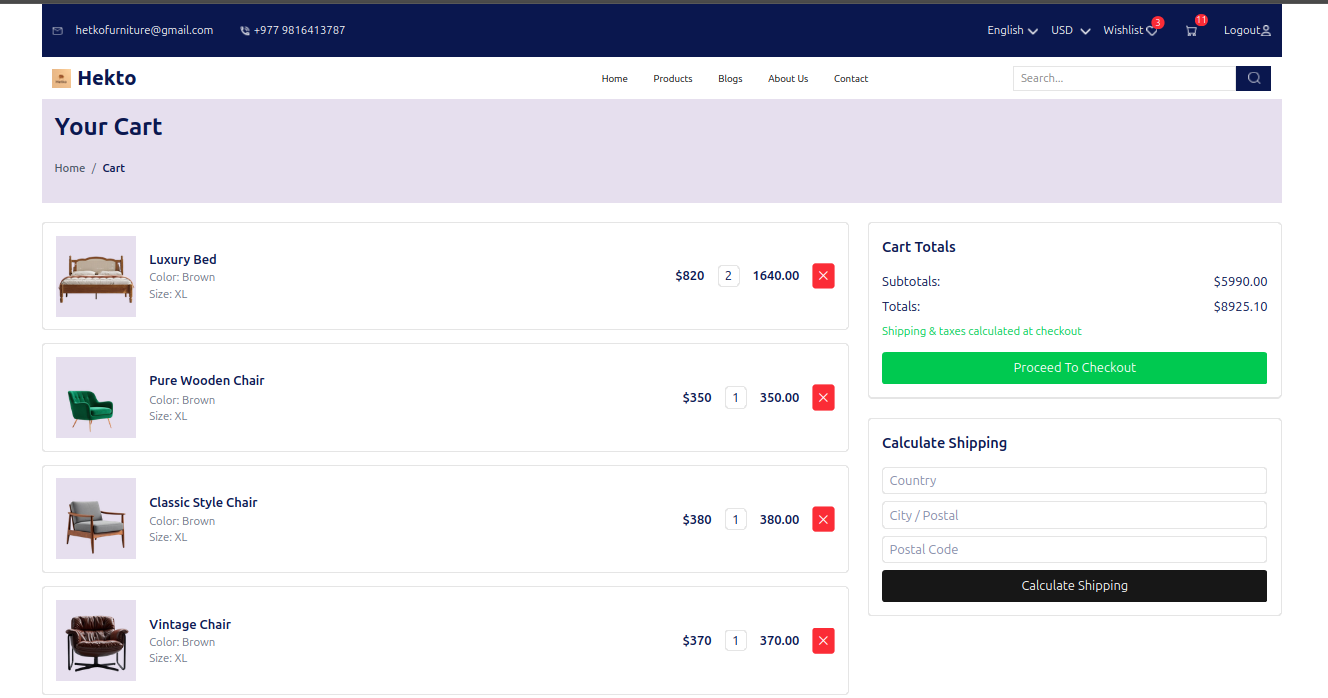 hetkofurniture@gmail.com +977 9816413787 English USD Wishlist 3 11 Logout
Hekto Home Products Blogs About Us Contact Search...
Your Cart
Home / Cart
Luxury Bed
Color: Brown
Size: XL
$820 2 1640.00
Pure Wooden Chair
Color: Brown
Size: XL
$350 1 350.00
Classic Style Chair
Color: Brown
Size: XL
$380 1 380.00
Vintage Chair
Color: Brown
Size: XL
$370 1 370.00
Cart Totals
Subtotals: $5990.00
Totals: $8925.10
Shipping & taxes calculated at checkout
Proceed To Checkout
Calculate Shipping
Country
City / Postal
Postal Code
Calculate Shipping